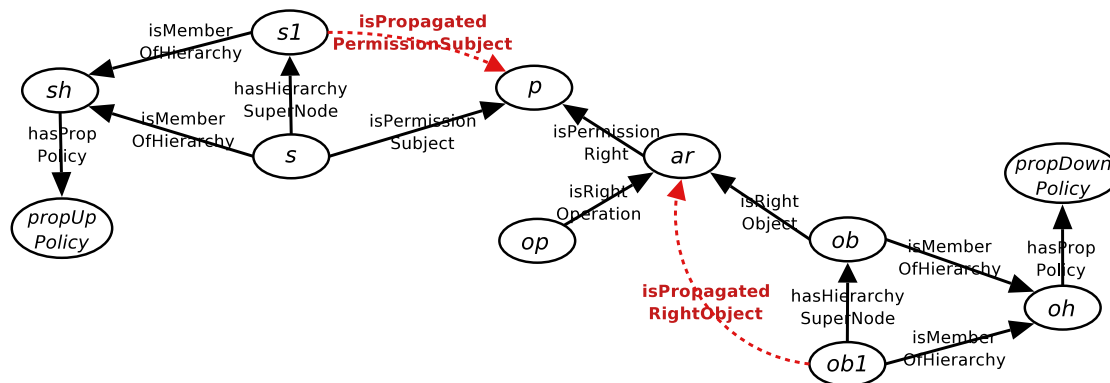 isMember
OfHierarchy
s1
isPropagated
PermissionSubject
sh
hasHierarchy
SuperNode
p
isMember
OfHierarchy
isPermission
Subject
hasProp
Policy
s
isPermission
Right
ar
propDown
Policy
isRight
Operation
isRight
Object
propUp
Policy
op
ob
isMember
OfHierarchy
hasProp
Policy
isPropagated
RightObject
hasHierarchy
SuperNode
oh
isMember
OfHierarchy
ob1